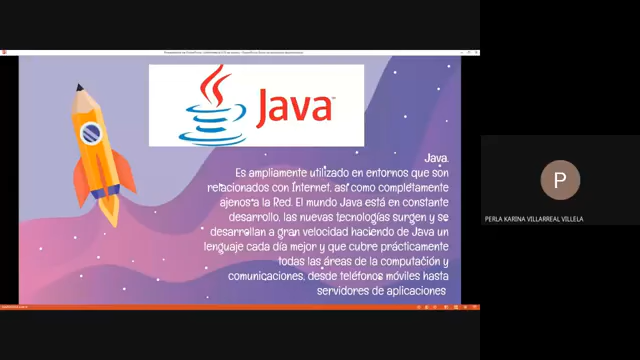 Java™
Java.
Es ampliamente utilizado en entornos que son
relacionados con Internet, así como completamente
ajenos a la Red. El mundo Java está en constante
desarrollo, las nuevas tecnologías surgen y se
desarrollan a gran velocidad haciendo de Java un
lenguaje cada día mejor y que cubre prácticamente
todas las áreas de la computación y
comunicaciones, desde teléfonos móviles hasta
servidores de aplicaciones
P
PERLA KARINA VILLARREAL VILLELA